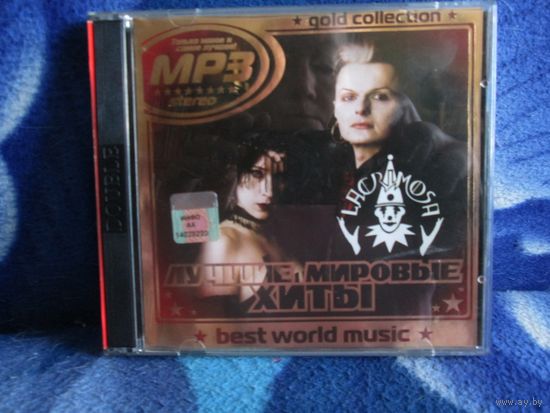 ★ gold collection ★
Только новое и
самое лучшее!
MP3
stereo
DOUBLE
LACRIMOSA
ЛУЧШИЕ МИРОВЫЕ
ХИТЫ
★ best world music ★
www.ay.by